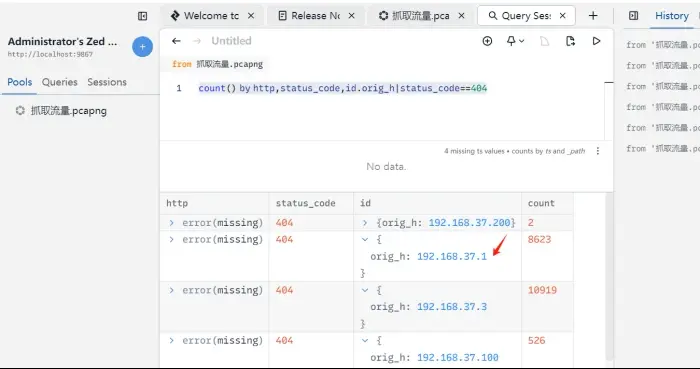 Welcome tc
Release No
抓取流量.pca
Query Ses:
History
Administrator's Zed ...
http://localhost:9867
Pools Queries Sessions
抓取流量.pcapng
Untitled
from 抓取流量.pcapng
1 count() by http,status_code,id.orig_h|status_code==404
4 missing ts values • counts by ts and _path
No data.
from '抓取流量.pc
from '抓取流量.pc
from '抓取流量.pc
from '抓取流量.pc
from '抓取流量.pc
from '抓取流量.pc
http status_code id count
> error(missing) 404 > {orig_h: 192.168.37.200} 2
> error(missing) 404 { 8623
orig_h: 192.168.37.1
}
> error(missing) 404 { 10919
orig_h: 192.168.37.3
}
> error(missing) 404 { 526
orig_h: 192.168.37.100